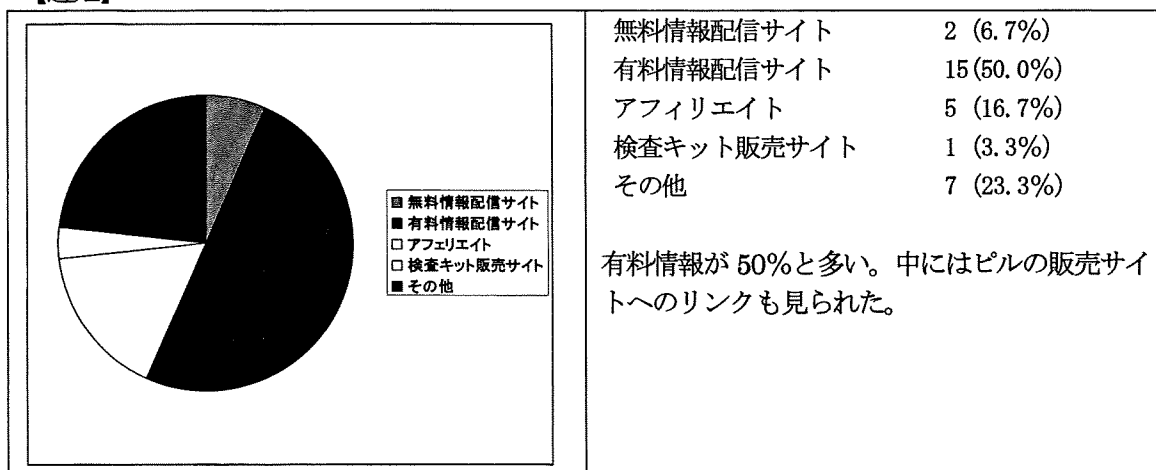 無料情報配信サイト 2 (6.7%)
有料情報配信サイト 15(50.0%)
アフィリエイト 5 (16.7%)
検査キット販売サイト 1 (3.3%)
その他 7 (23.3%)
有料情報が 50%と多い。中にはピルの販売サイ
トへのリンクも見られた。
無料情報配信サイト
有料情報配信サイト
アフェリエイト
検査キット販売サイト
その他